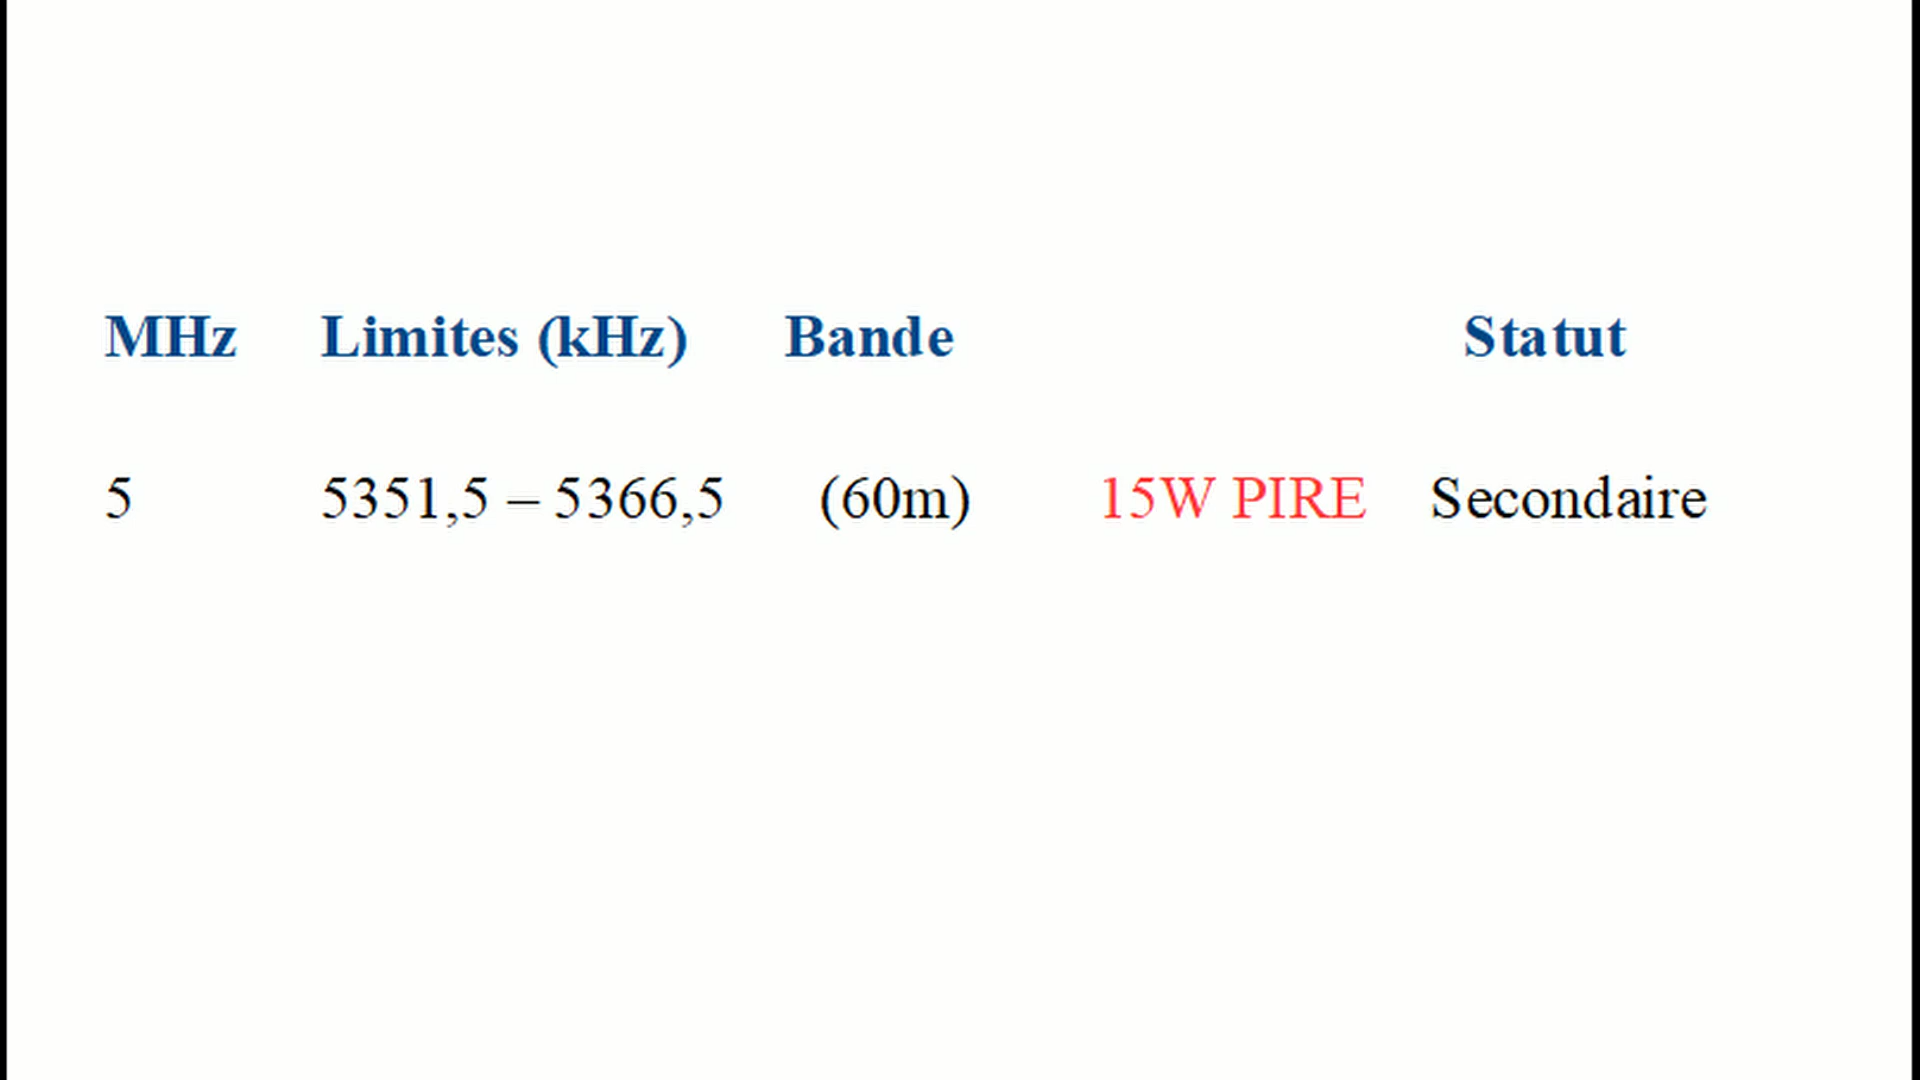 MHz Limites (kHz) Bande Statut
5 5351,5 – 5366,5 (60m) 15W PIRE Secondaire